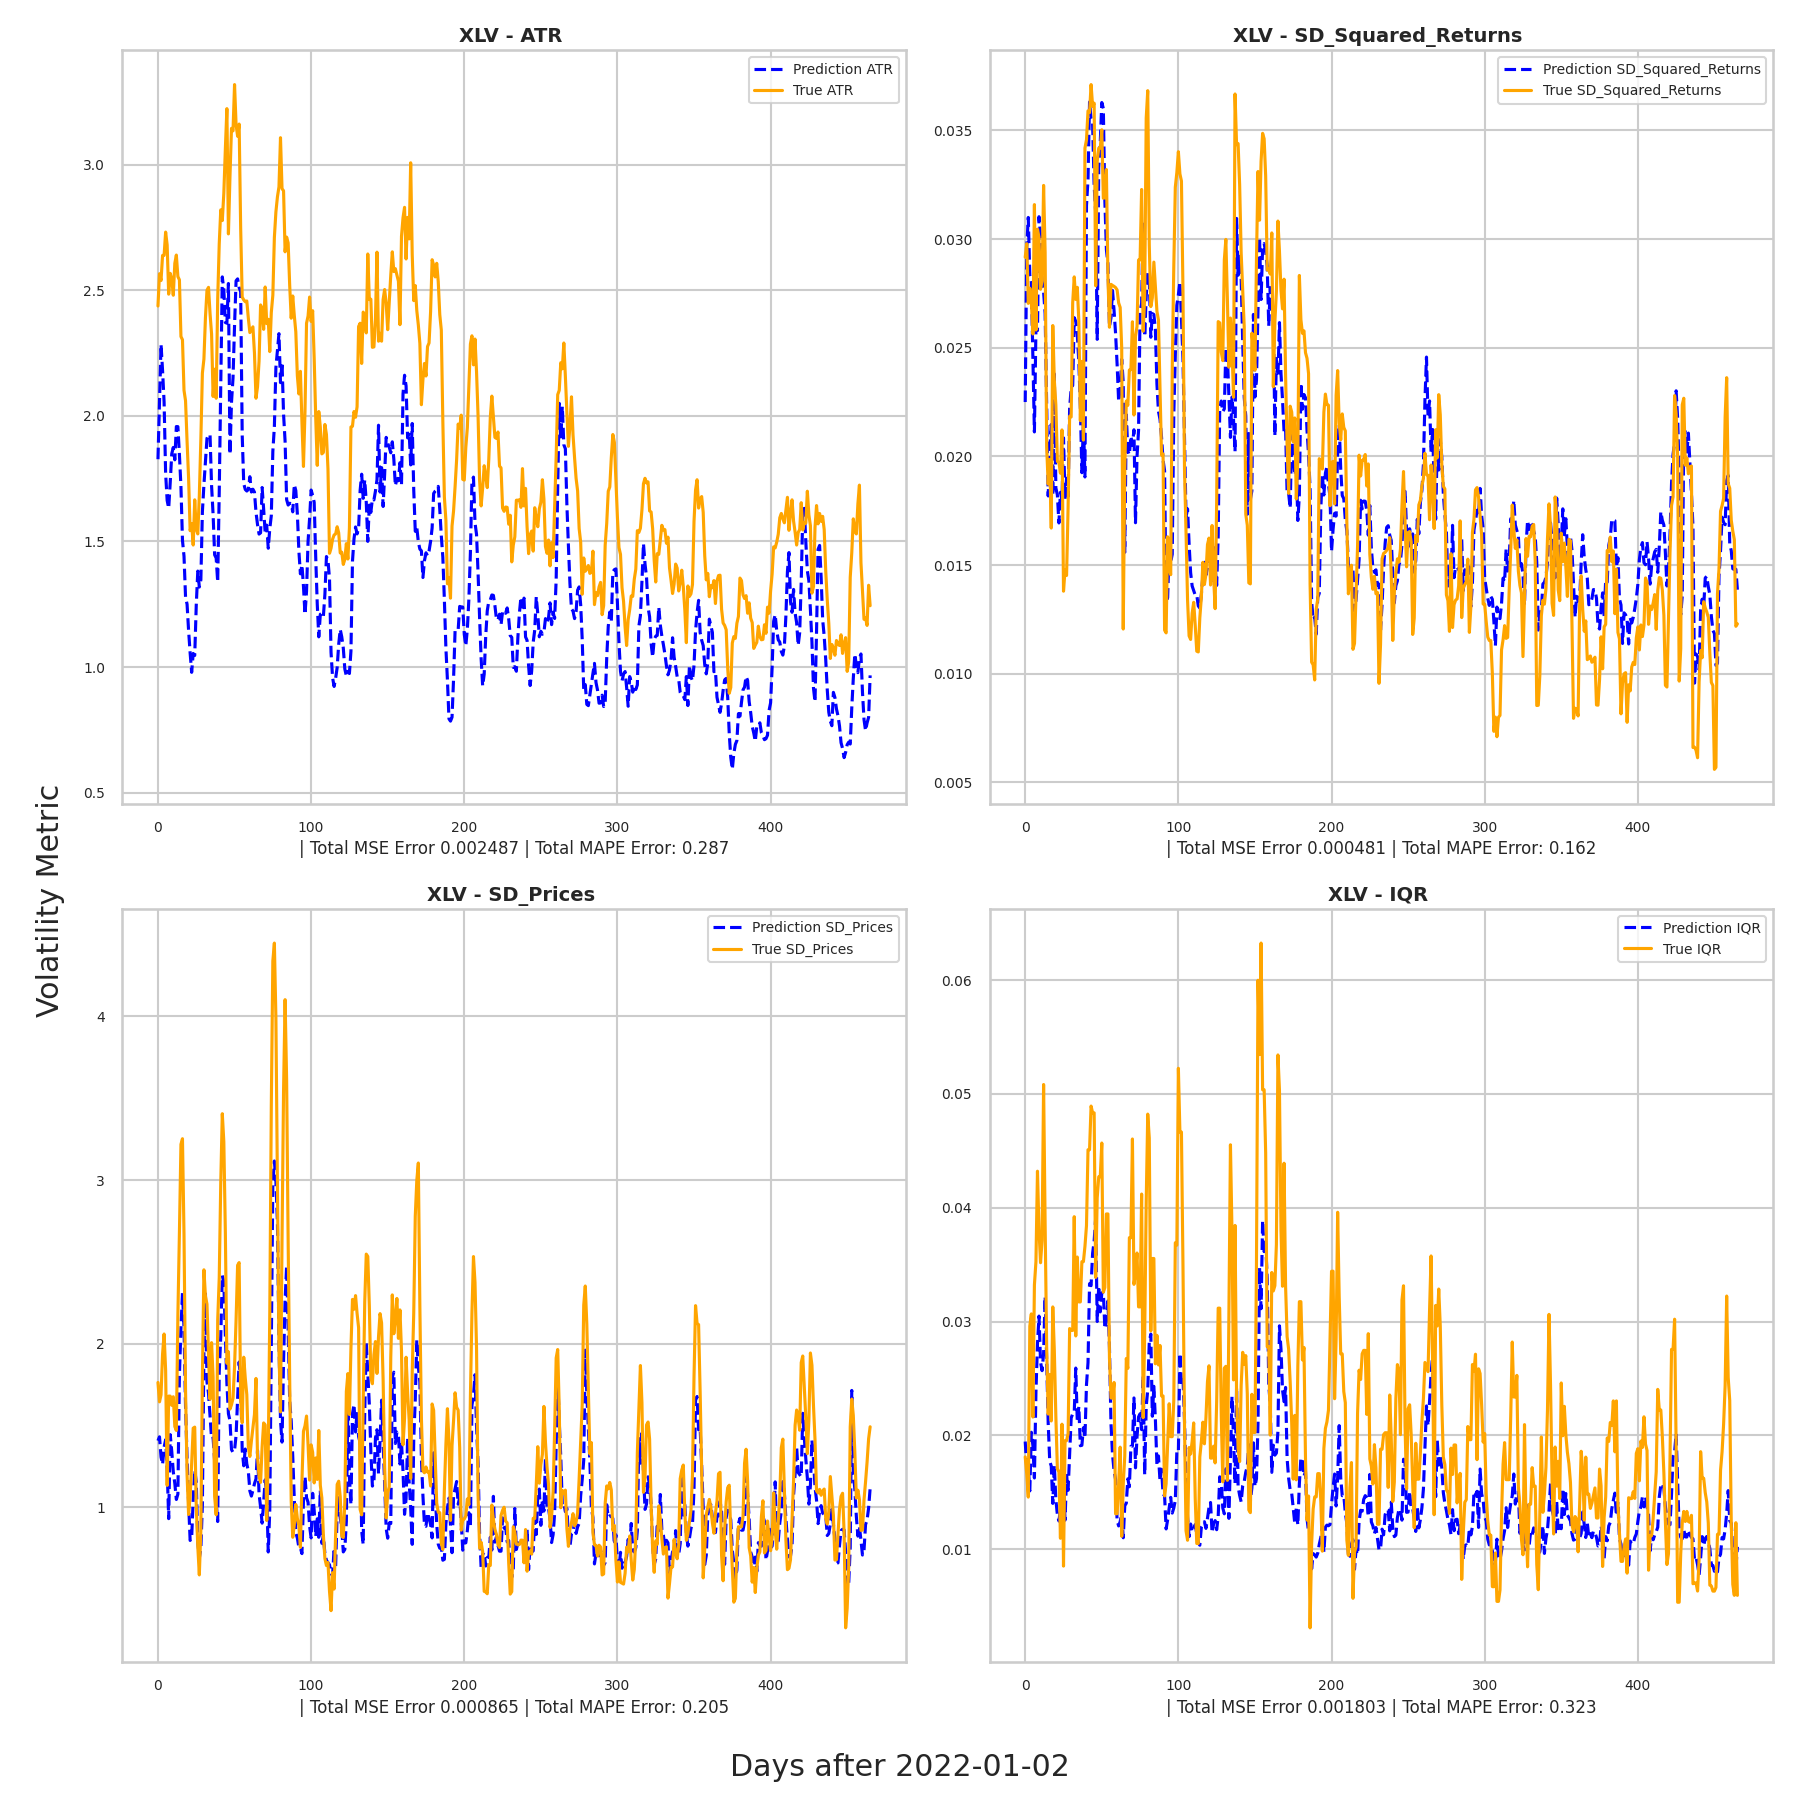 XLV - ATR
Prediction ATR
True ATR
3.0
2.5
2.0
1.5
1.0
0.5
0 100 200 300 400
| Total MSE Error 0.002487 | Total MAPE Error: 0.287
XLV - SD_Squared_Returns
Prediction SD_Squared_Returns
True SD_Squared_Returns
0.035
0.030
0.025
0.020
0.015
0.010
0.005
0 100 200 300 400
| Total MSE Error 0.000481 | Total MAPE Error: 0.162
Volatility Metric
XLV - SD_Prices
Prediction SD_Prices
True SD_Prices
4
3
2
1
0 100 200 300 400
| Total MSE Error 0.000865 | Total MAPE Error: 0.205
XLV - IQR
Prediction IQR
True IQR
0.06
0.05
0.04
0.03
0.02
0.01
0 100 200 300 400
| Total MSE Error 0.001803 | Total MAPE Error: 0.323
Days after 2022-01-02